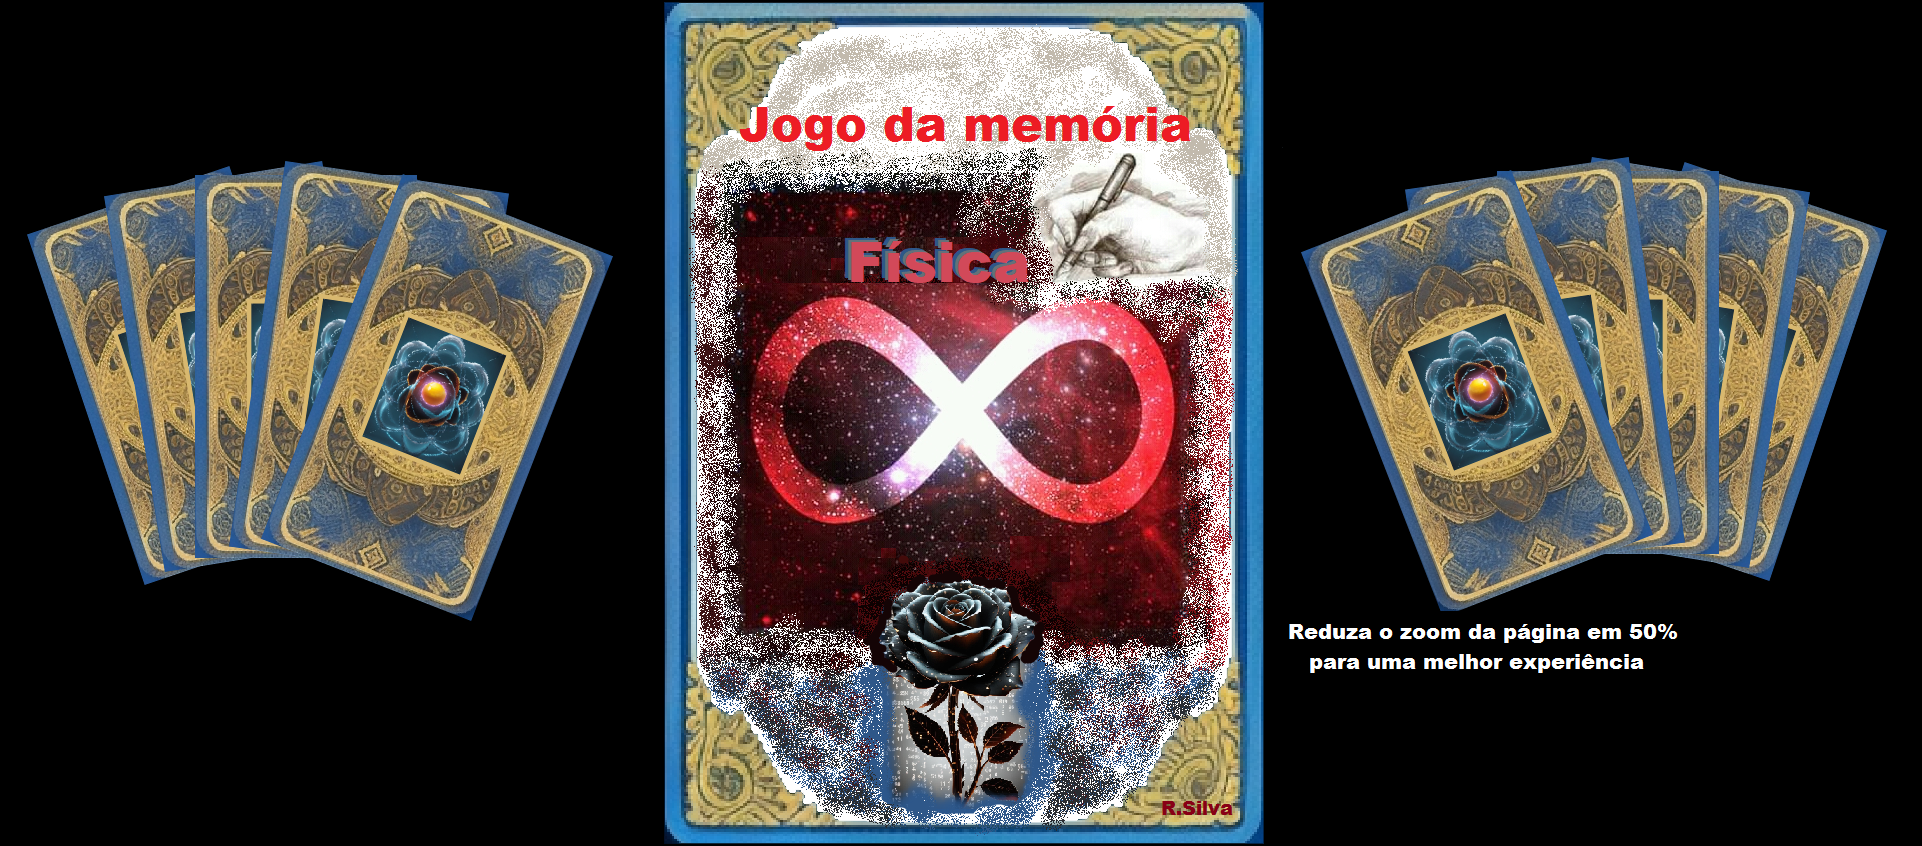 Jogo da memória
Física
Reduza o zoom da página em 50%
para uma melhor experiência
R.Silva